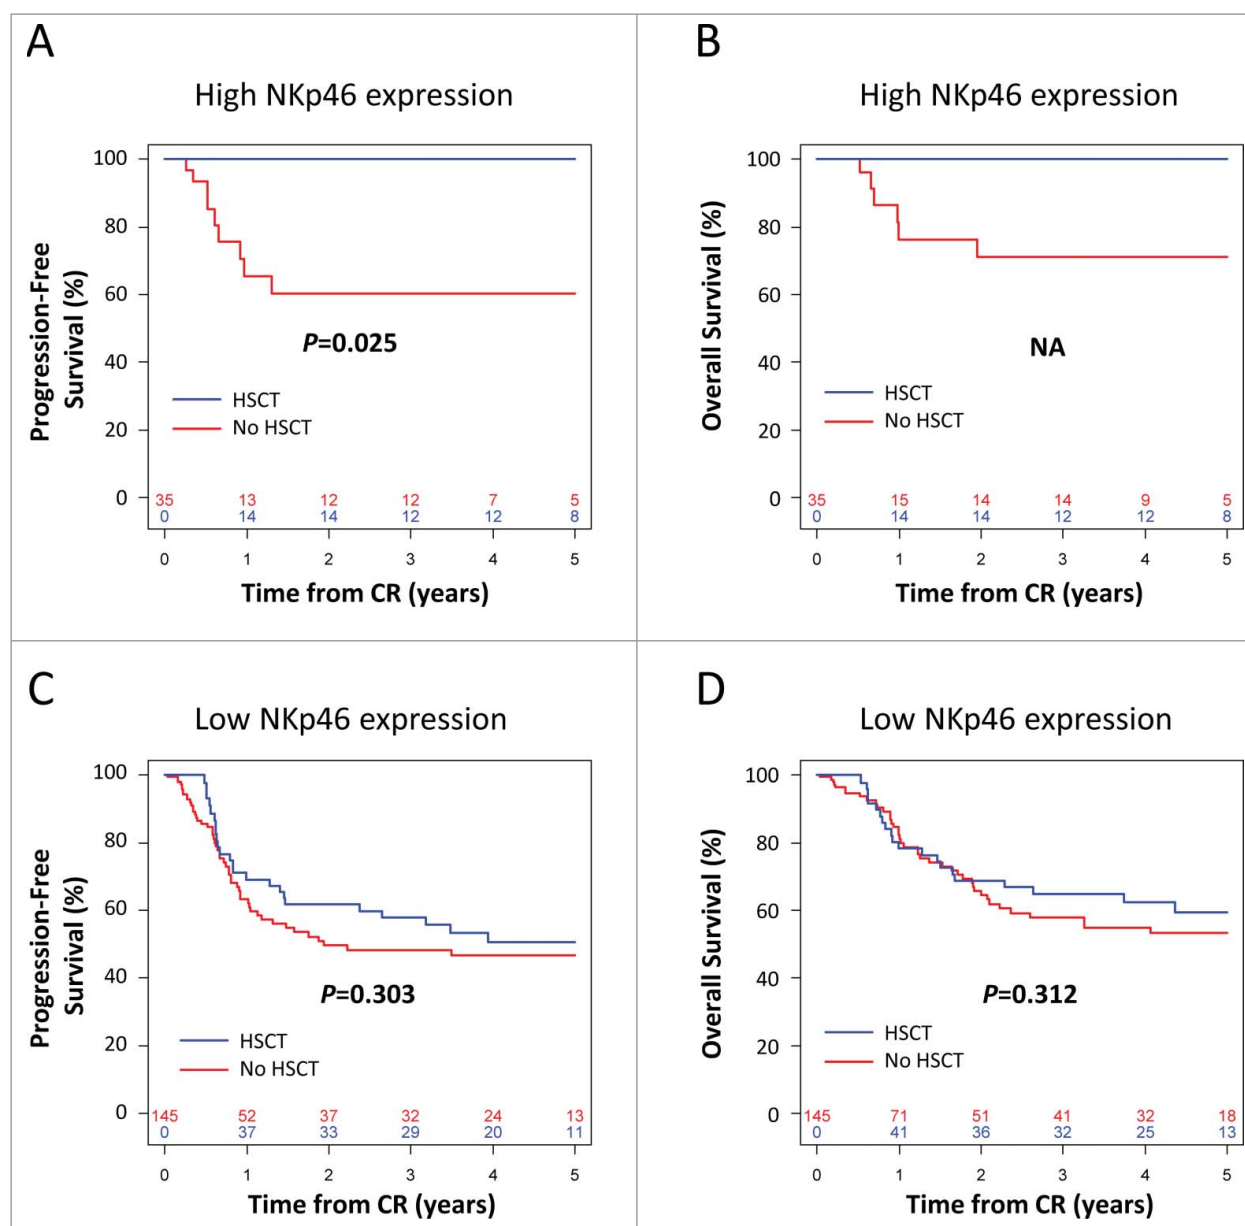 A
High NKp46 expression
Progression-Free
Survival (%)
100
80
60
40
20
0
P=0.025
HSCT
No HSCT
35 13 12 12 7 5
0 14 14 12 12 8
0 1 2 3 4 5
Time from CR (years)
B
High NKp46 expression
Overall Survival (%)
100
80
60
40
20
0
NA
HSCT
No HSCT
35 15 14 14 9 5
0 14 14 12 12 8
0 1 2 3 4 5
Time from CR (years)
C
Low NKp46 expression
Progression-Free
Survival (%)
100
80
60
40
20
0
P=0.303
HSCT
No HSCT
145 52 37 32 24 13
0 37 33 29 20 11
0 1 2 3 4 5
Time from CR (years)
D
Low NKp46 expression
Overall Survival (%)
100
80
60
40
20
0
P=0.312
HSCT
No HSCT
145 71 51 41 32 18
0 41 36 32 25 13
0 1 2 3 4 5
Time from CR (years)